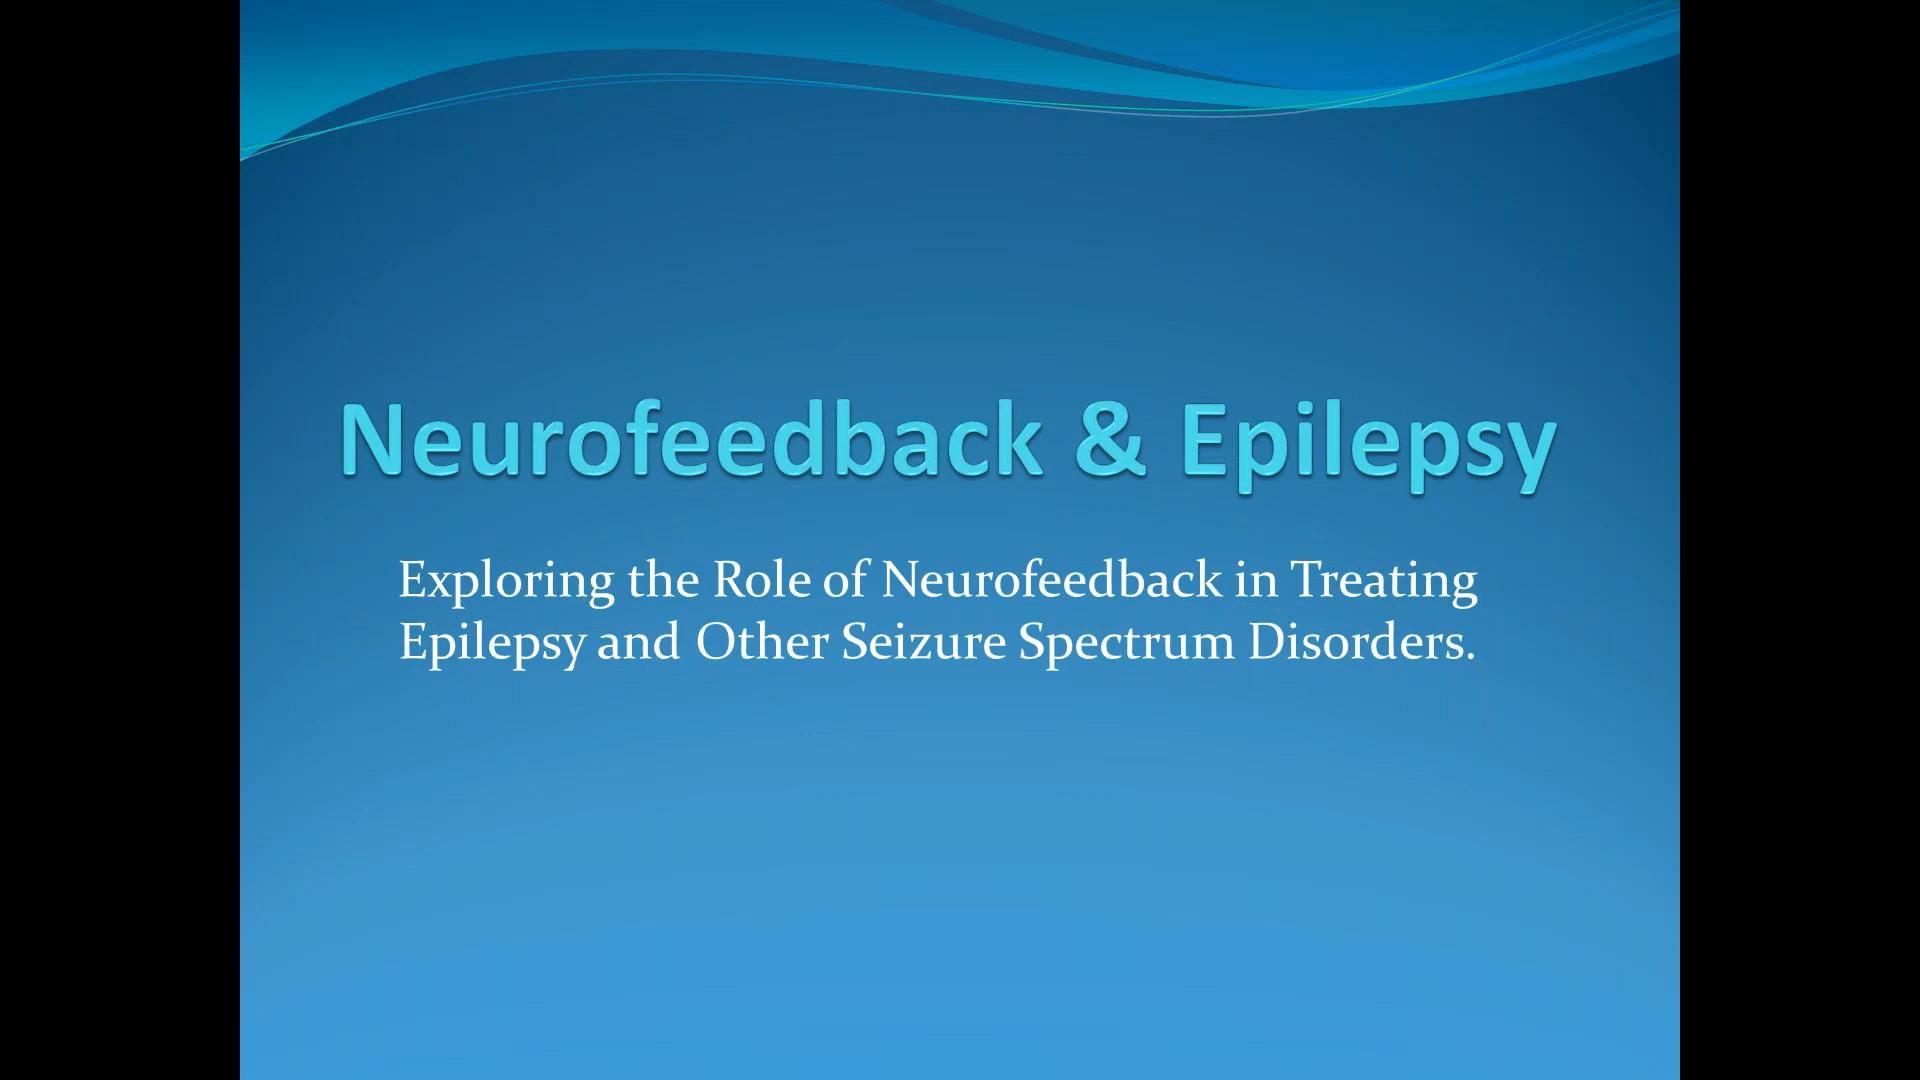 Neurofeedback & Epilepsy
Exploring the Role of Neurofeedback in Treating
Epilepsy and Other Seizure Spectrum Disorders.